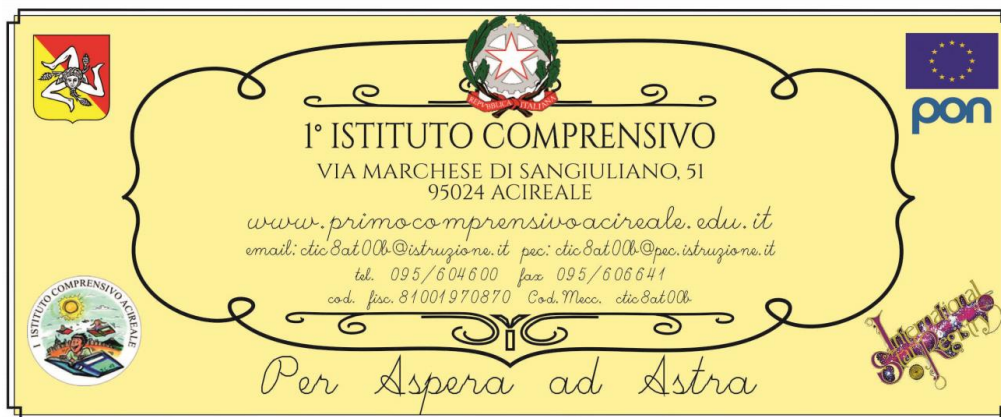 REPVBBLICA ITALIANA
pon
1° ISTITUTO COMPRENSIVO
VIA MARCHESE DI SANGIULIANO, 51
95024 ACIREALE
www.primocomprensivoacireale.edu.it
email: ctic8at00b@istruzione.it pec: ctic8at00b@pec.istruzione.it
tel. 095/604600 fax 095/606641
cod. fisc. 81001970870 Cod. Mecc. ctic8at00b
I ISTITUTO COMPRENSIVO ACIREALE
International
Per Aspera ad Astra